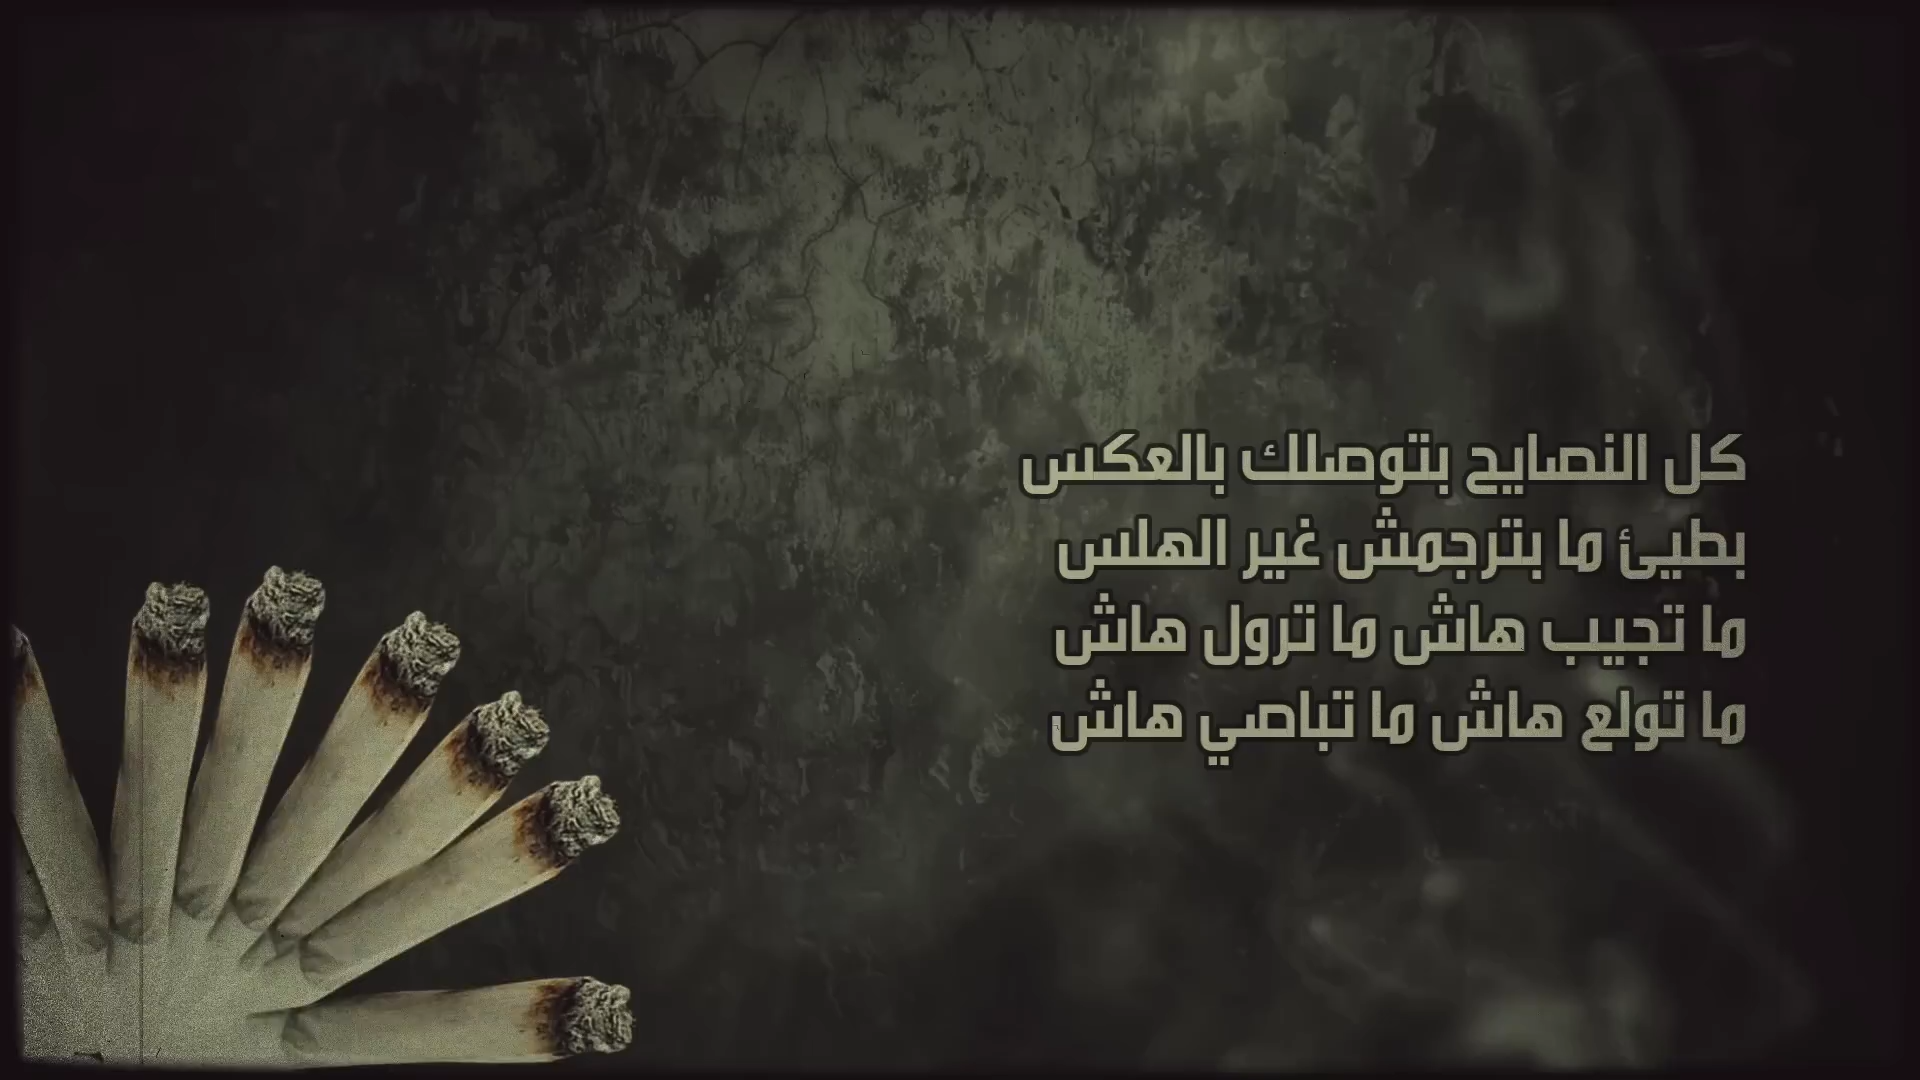 كل النصايح بتوصلك بالعكس
بطيئ ما بترجمش غير الهلس
ما تجيب هاش ما ترول هاش
ما تولع هاش ما تباصي هاش